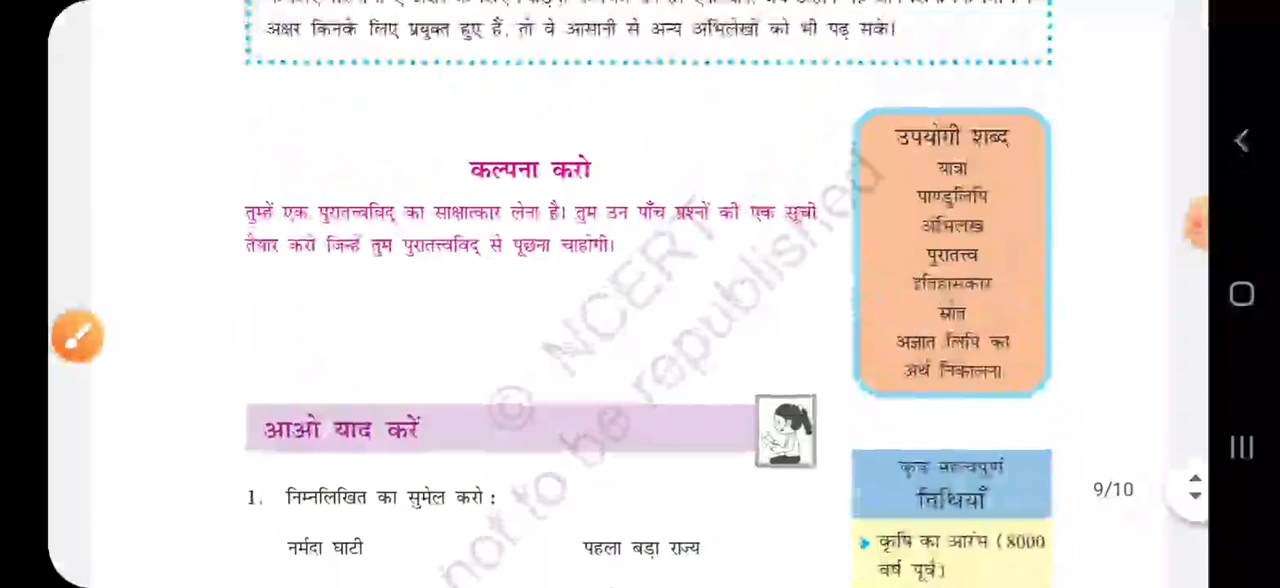 अक्षर किनके लिए प्रयुक्त हुए हैं, तो वे आसानी से अन्य अभिलेखों को भी पढ़ सके।
कल्पना करो
तुम्हें एक पुरातत्त्वविद् का साक्षात्कार लेना है। तुम उन पाँच प्रश्नों की एक सूची
तैयार करो जिन्हें तुम पुरातत्त्वविद् से पूछना चाहोगी।
उपयोगी शब्द
यात्रा
पाण्डुलिपि
अभिलेख
पुरातत्त्व
इतिहासकार
स्रोत
अज्ञात लिपि का
अर्थ निकालना
आओ याद करें
1. निम्नलिखित का सुमेल करो :
नर्मदा घाटी पहला बड़ा राज्य
कुछ महत्वपूर्ण
तिथियाँ
कृषि का आरंभ (8000
वर्ष पूर्व)
© NCERT
not to be republished
9/10